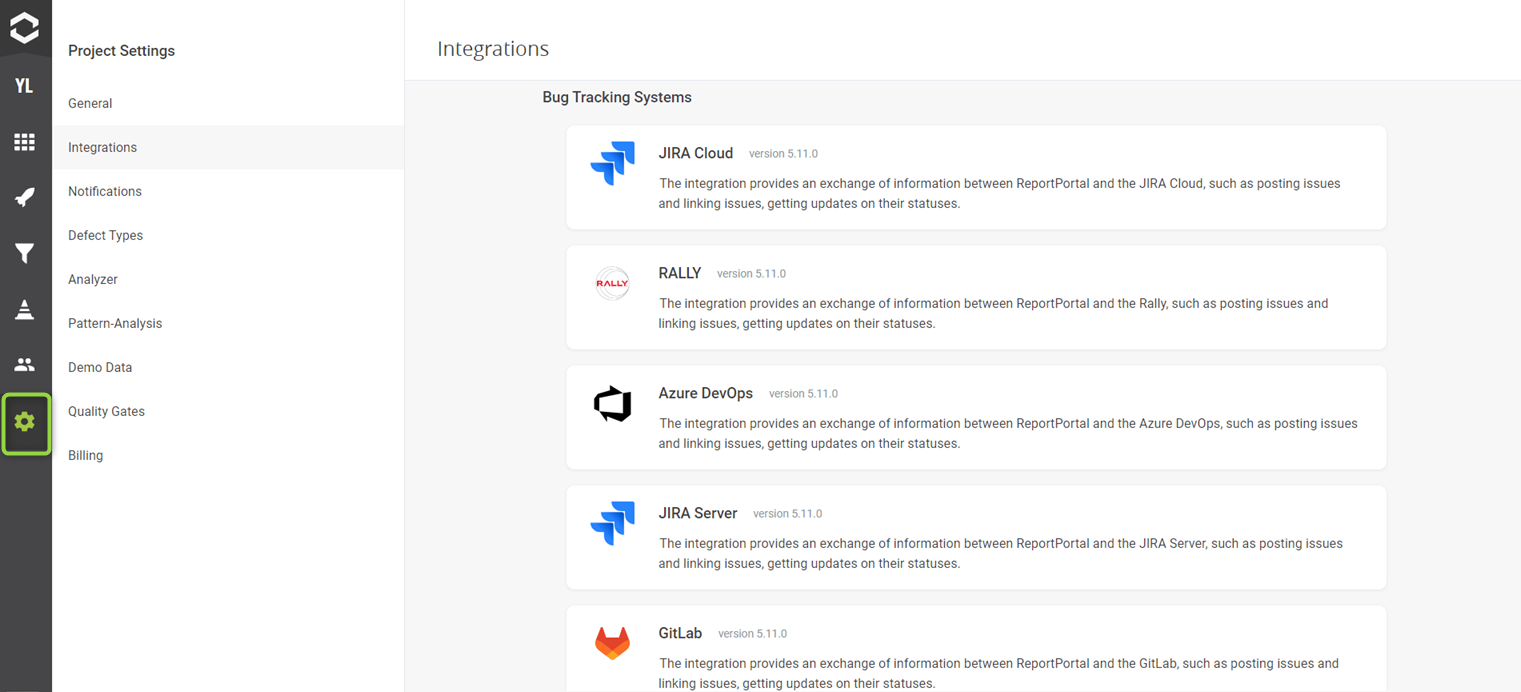 YL
Project Settings
General
Integrations
Notifications
Defect Types
Analyzer
Pattern-Analysis
Demo Data
Quality Gates
Billing
Integrations
Bug Tracking Systems
JIRA Cloud version 5.11.0
The integration provides an exchange of information between ReportPortal and the JIRA Cloud, such as posting issues
and linking issues, getting updates on their statuses.
RALLY
RALLY version 5.11.0
The integration provides an exchange of information between ReportPortal and the Rally, such as posting issues and
linking issues, getting updates on their statuses.
Azure DevOps version 5.11.0
The integration provides an exchange of information between ReportPortal and the Azure DevOps, such as posting issues
and linking issues, getting updates on their statuses.
JIRA Server version 5.11.0
The integration provides an exchange of information between ReportPortal and the JIRA Server, such as posting issues
and linking issues, getting updates on their statuses.
GitLab version 5.11.0
The integration provides an exchange of information between ReportPortal and the GitLab, such as posting issues and
linking issues, getting updates on their statuses.